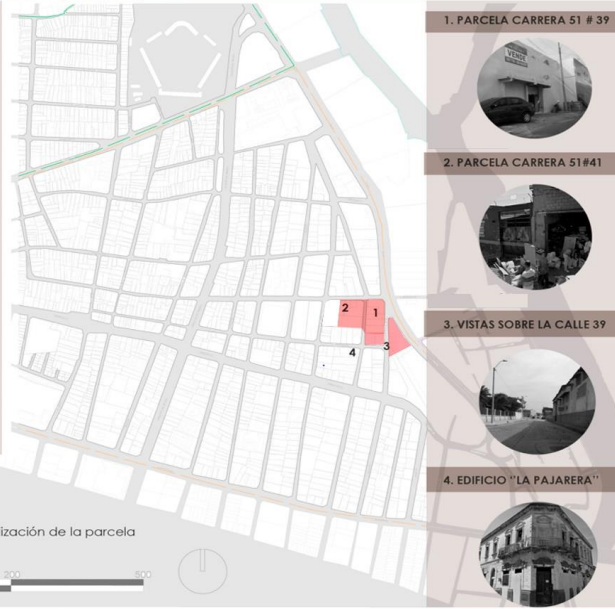 1. PARCELA CARRERA 51 # 39
VENDE
2. PARCELA CARRERA 51#41
3. VISTAS SOBRE LA CALLE 39
4. EDIFICIO ‘‘LA PAJARERA’’
2
1
3
4
ización de la parcela
200
500